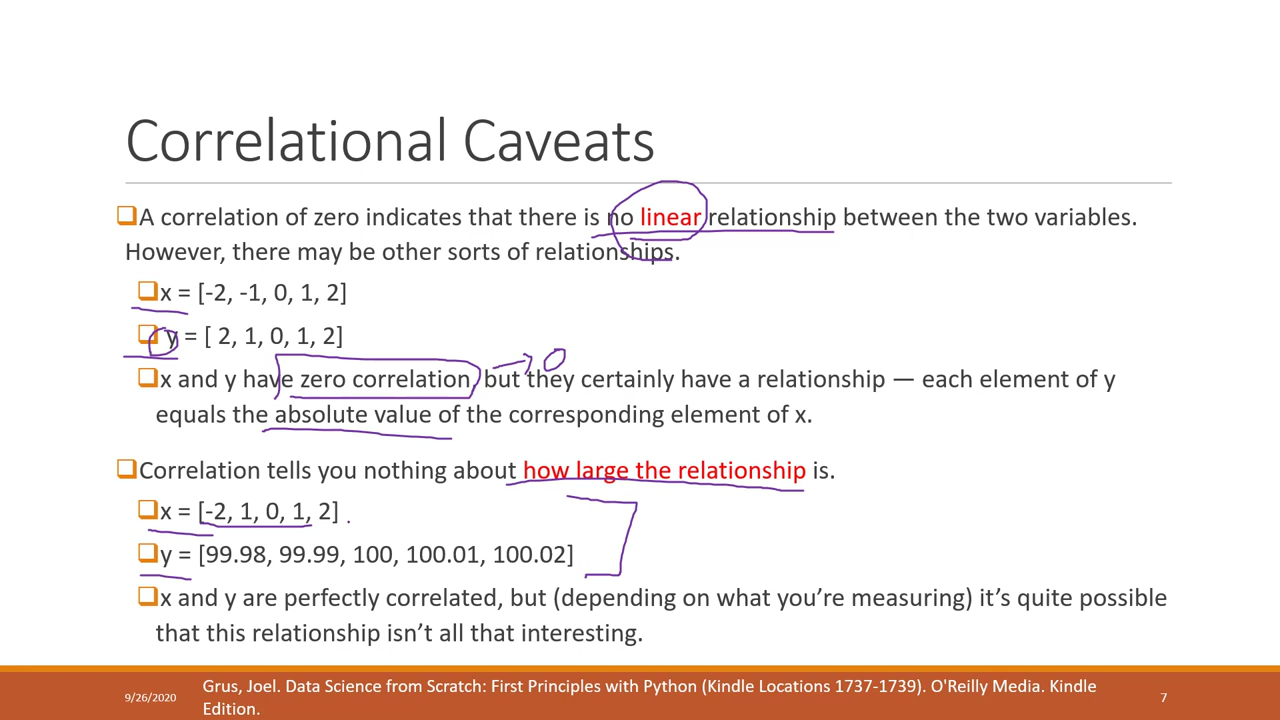 Correlational Caveats
A correlation of zero indicates that there is no linear relationship between the two variables.
However, there may be other sorts of relationships.
x = [-2, -1, 0, 1, 2]
y = [ 2, 1, 0, 1, 2]
0
x and y have zero correlation, but they certainly have a relationship — each element of y
equals the absolute value of the corresponding element of x.
Correlation tells you nothing about how large the relationship is.
x = [-2, 1, 0, 1, 2] .
y = [99.98, 99.99, 100, 100.01, 100.02]
x and y are perfectly correlated, but (depending on what you’re measuring) it’s quite possible
that this relationship isn’t all that interesting.
9/26/2020
Grus, Joel. Data Science from Scratch: First Principles with Python (Kindle Locations 1737-1739). O'Reilly Media. Kindle
Edition.
7